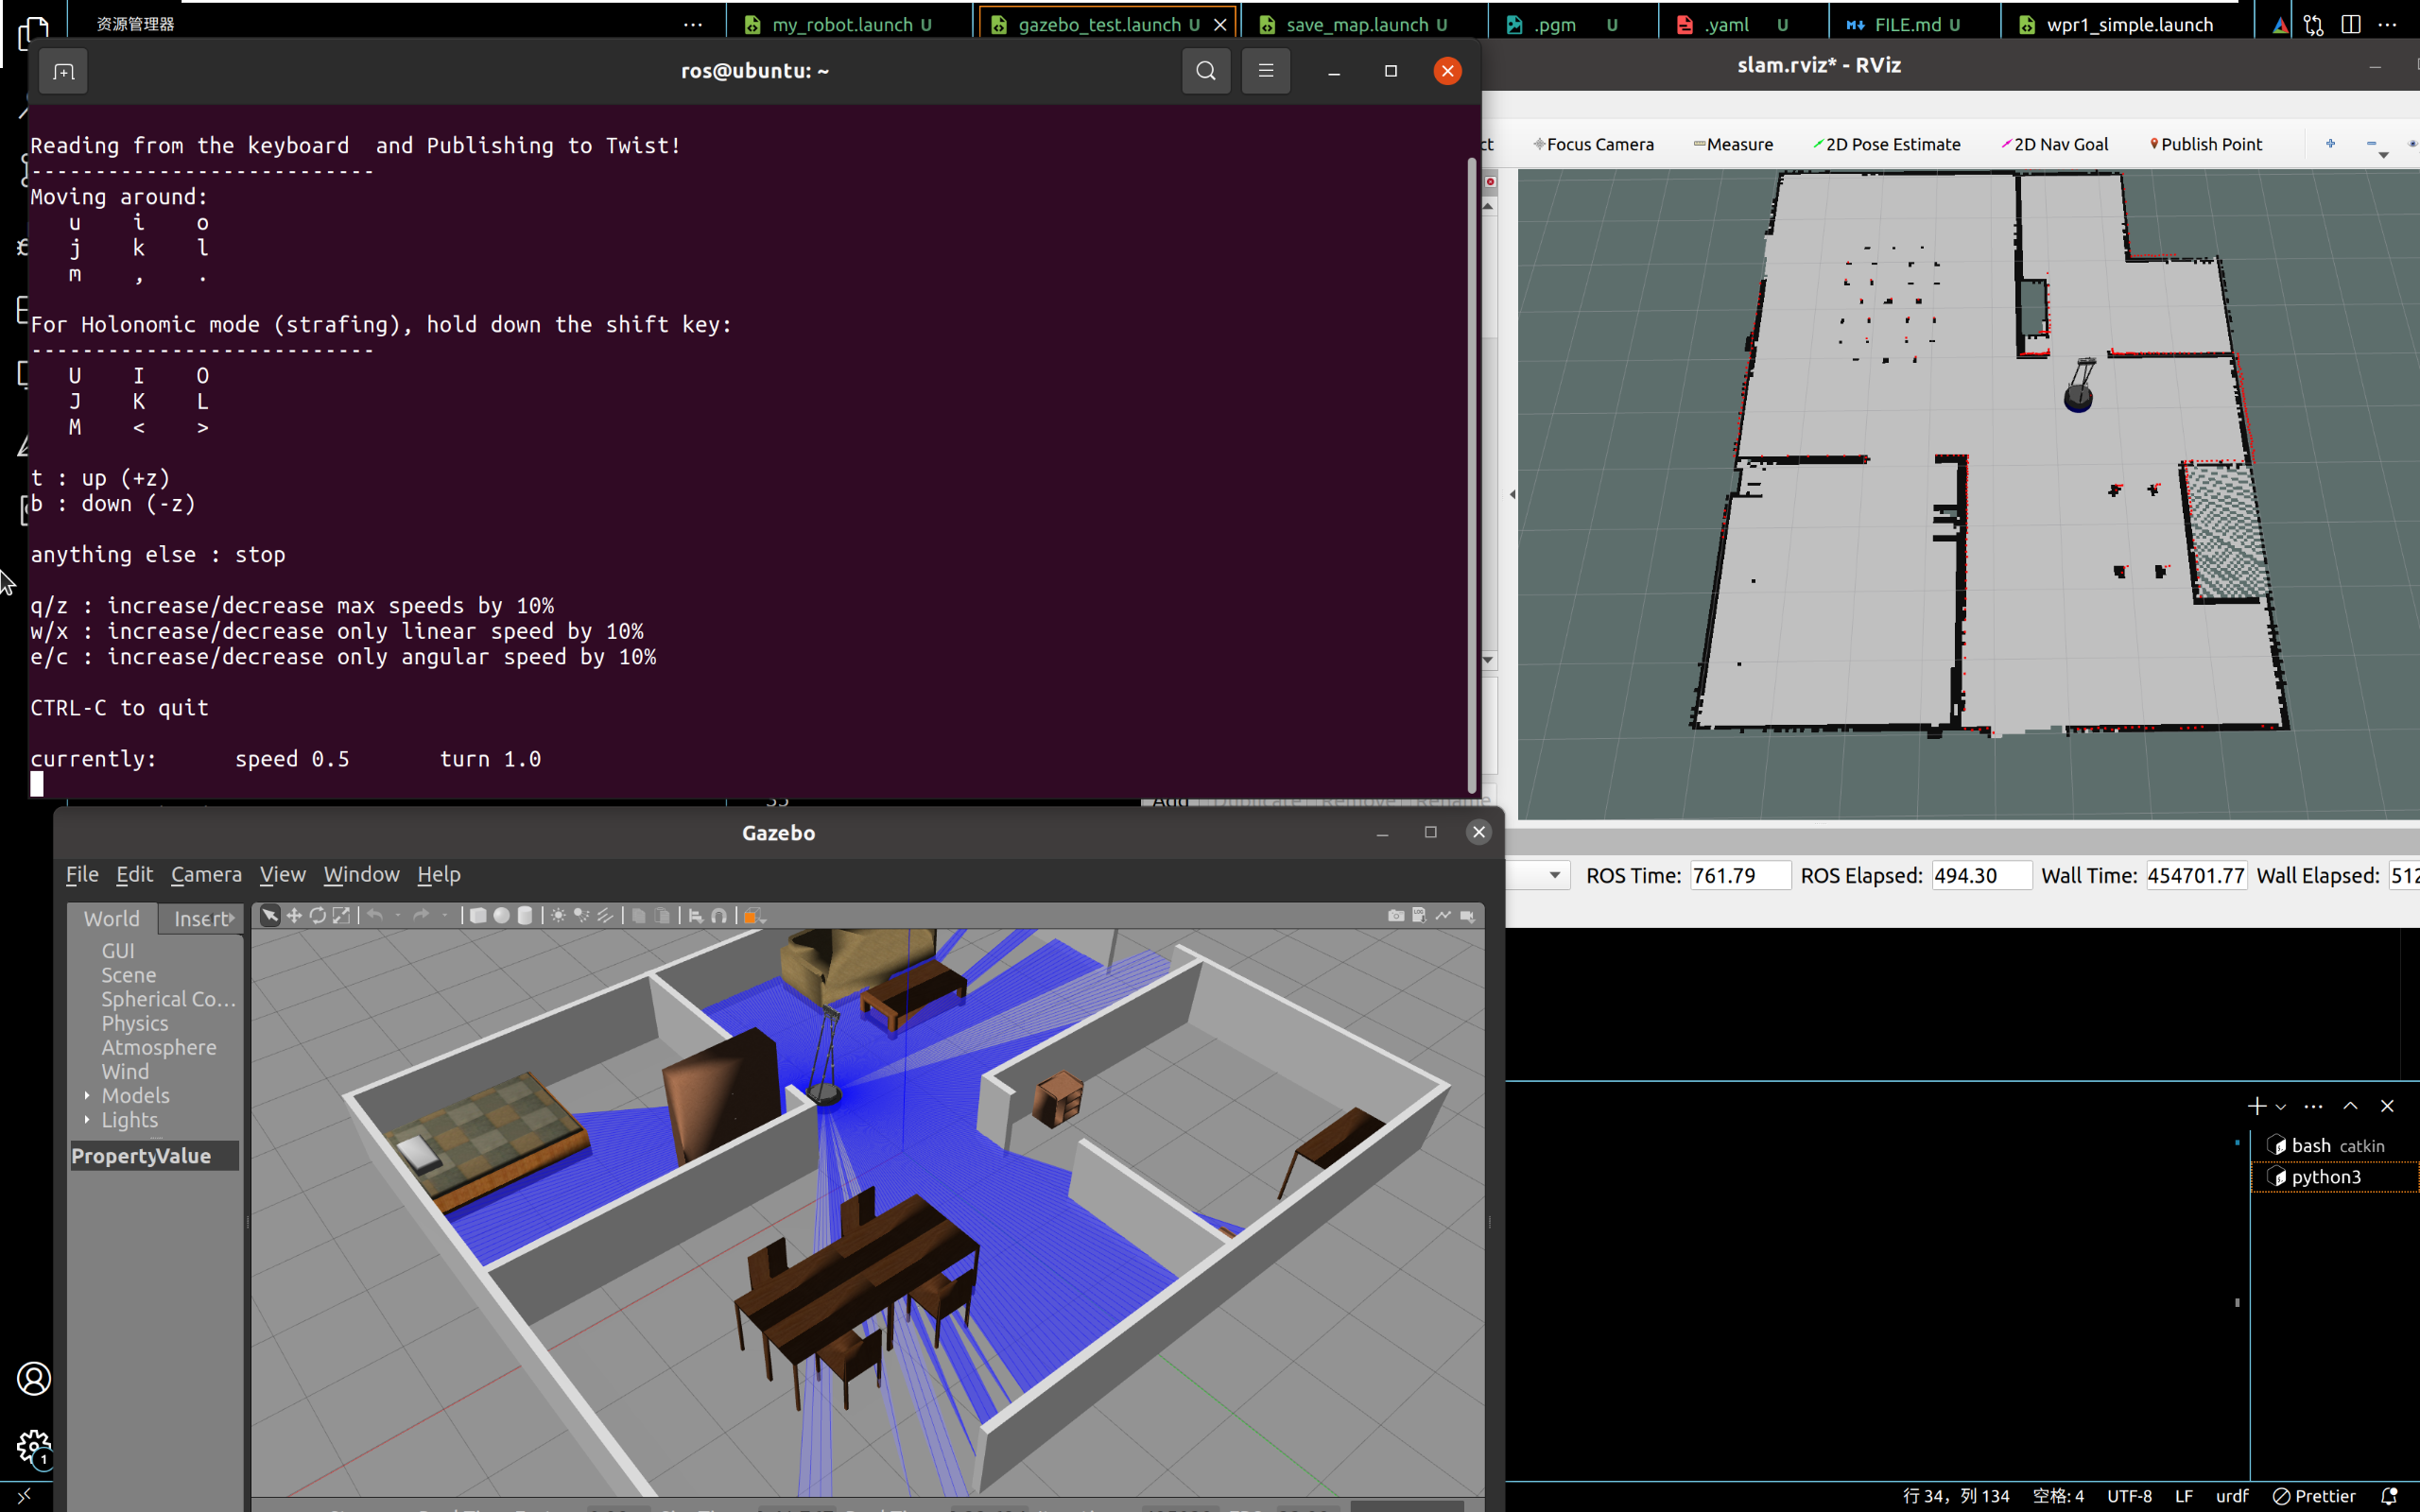 资源管理器
my_robot.launch U
gazebo_test.launch U
save_map.launch U
.pgm U
.yaml U
FILE.md U
wpr1_simple.launch
ros@ubuntu: ~
Reading from the keyboard  and Publishing to Twist!
---------------------------
Moving around:
u    i    o
j    k    l
m    ,    .
For Holonomic mode (strafing), hold down the shift key:
---------------------------
U    I    O
J    K    L
M    <    >
t : up (+z)
b : down (-z)
anything else : stop
q/z : increase/decrease max speeds by 10%
w/x : increase/decrease only linear speed by 10%
e/c : increase/decrease only angular speed by 10%
CTRL-C to quit
currently:    speed 0.5    turn 1.0
slam.rviz* - RViz
ct
Focus Camera
Measure
2D Pose Estimate
2D Nav Goal
Publish Point
ROS Time: 761.79 ROS Elapsed: 494.30 Wall Time: 454701.77 Wall Elapsed: 512
Gazebo
File Edit Camera View Window Help
World Insert
GUI
Scene
Spherical Co...
Physics
Atmosphere
Wind
Models
Lights
Property Value
bash catkin
python3
1
行 34，列 134 空格: 4 UTF-8 LF urdf Prettier